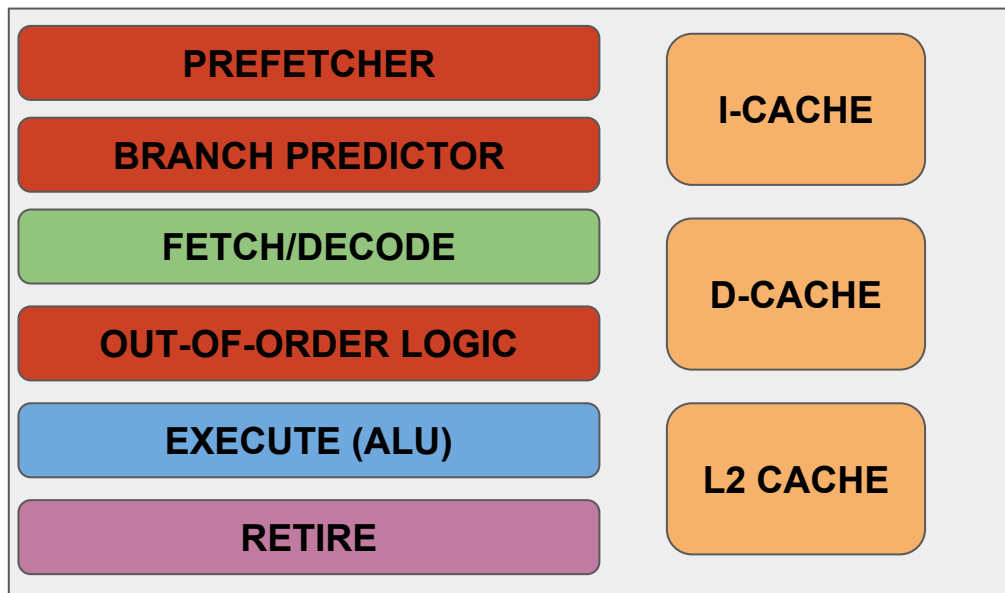 PREFETCHER
BRANCH PREDICTOR
FETCH/DECODE
OUT-OF-ORDER LOGIC
EXECUTE (ALU)
RETIRE
I-CACHE
D-CACHE
L2 CACHE